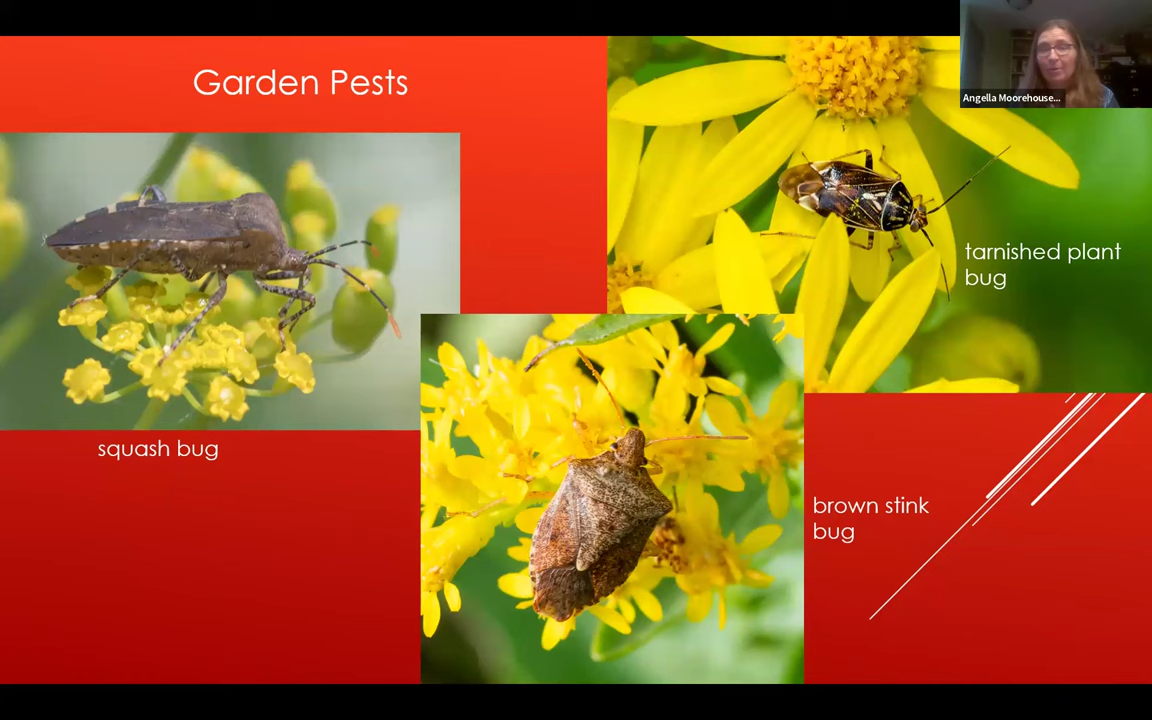 Garden Pests
Angella Moorehouse...
tarnished plant
bug
squash bug
brown stink
bug